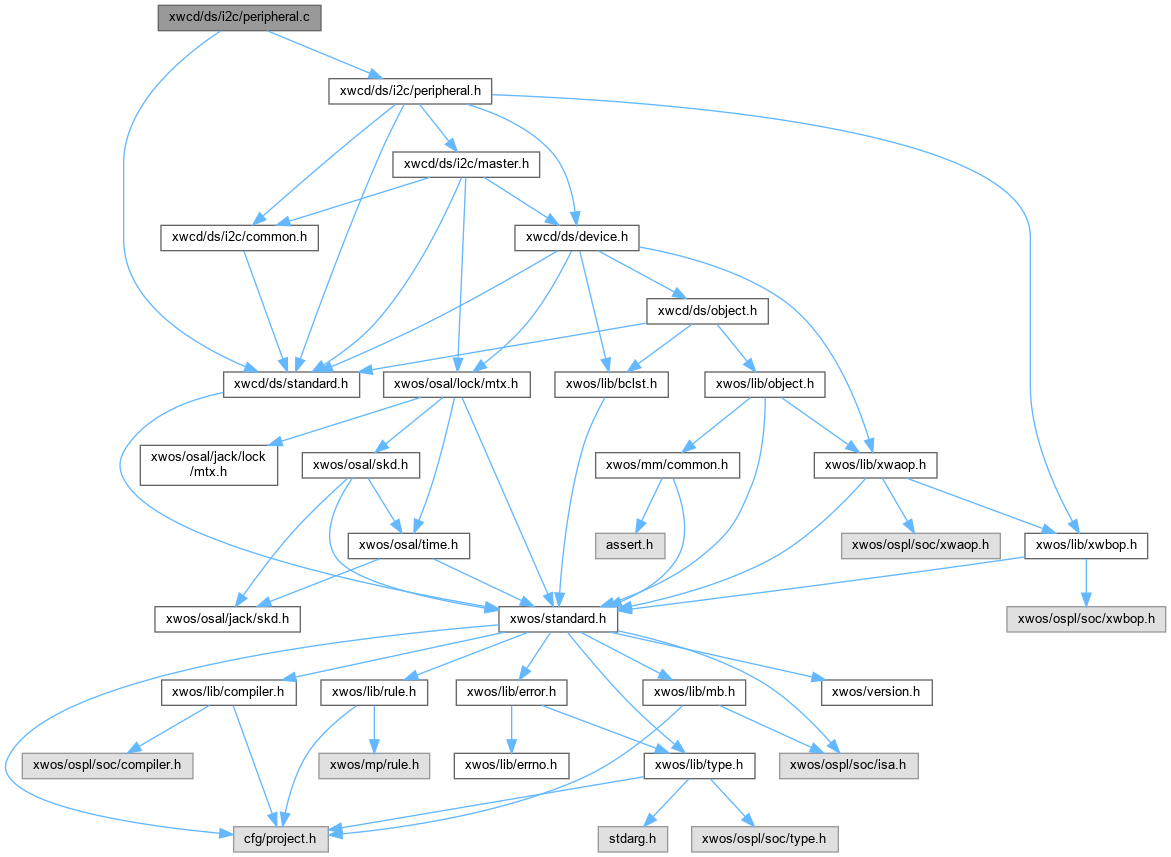 xwcd/ds/i2c/peripheral.c
xwcd/ds/i2c/peripheral.h
xwcd/ds/i2c/master.h
xwcd/ds/i2c/common.h
xwcd/ds/device.h
xwcd/ds/object.h
xwcd/ds/standard.h
xwos/osal/lock/mtx.h
xwos/lib/bclst.h
xwos/lib/object.h
xwos/osal/jack/lock
/mtx.h
xwos/osal/skd.h
xwos/mm/common.h
xwos/lib/xwaop.h
xwos/osal/time.h
assert.h
xwos/ospl/soc/xwaop.h
xwos/lib/xwbop.h
xwos/osal/jack/skd.h
xwos/standard.h
xwos/ospl/soc/xwbop.h
xwos/lib/compiler.h
xwos/lib/rule.h
xwos/lib/error.h
xwos/lib/mb.h
xwos/version.h
xwos/ospl/soc/compiler.h
xwos/mp/rule.h
xwos/lib/errno.h
xwos/lib/type.h
xwos/ospl/soc/isa.h
cfg/project.h
stdarg.h
xwos/ospl/soc/type.h